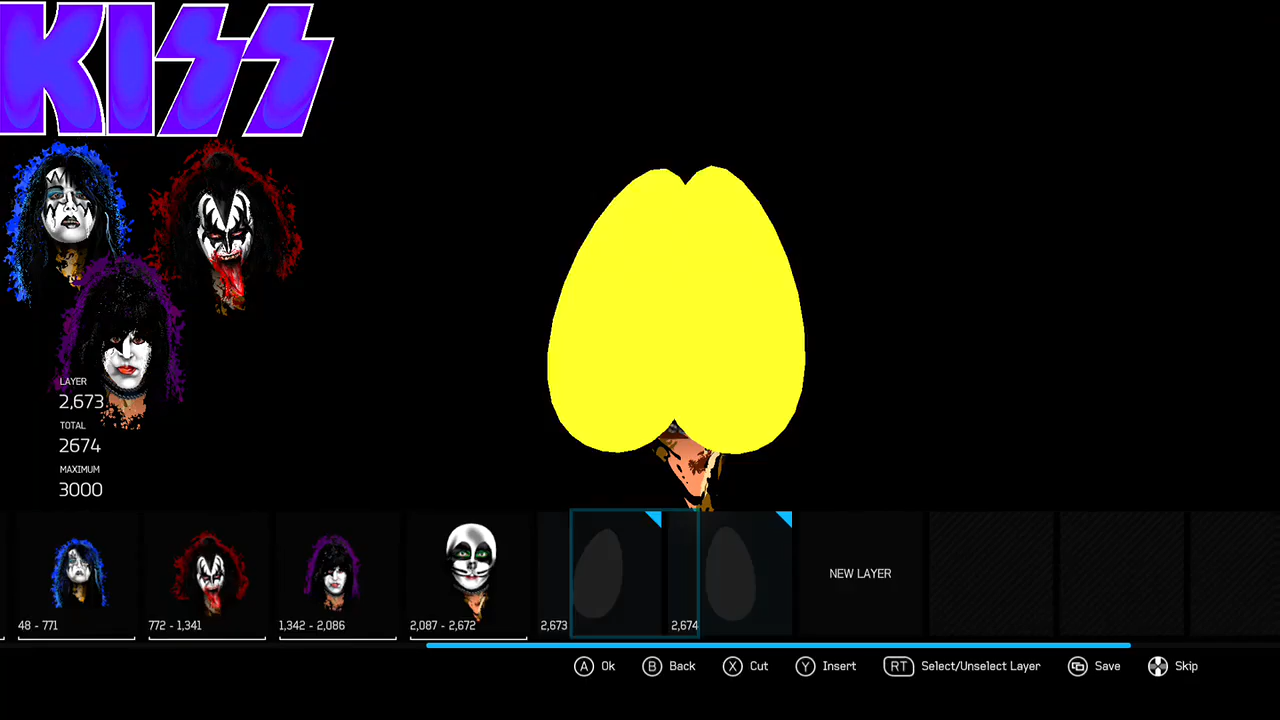 KISS
LAYER
2,673
TOTAL
2674
MAXIMUM
3000
48 - 771
772 - 1,341
1,342 - 2,086
2,087 - 2,672
2,673
2,674
NEW LAYER
A Ok
B Back
X Cut
Y Insert
RT Select/Unselect Layer
Save
Skip